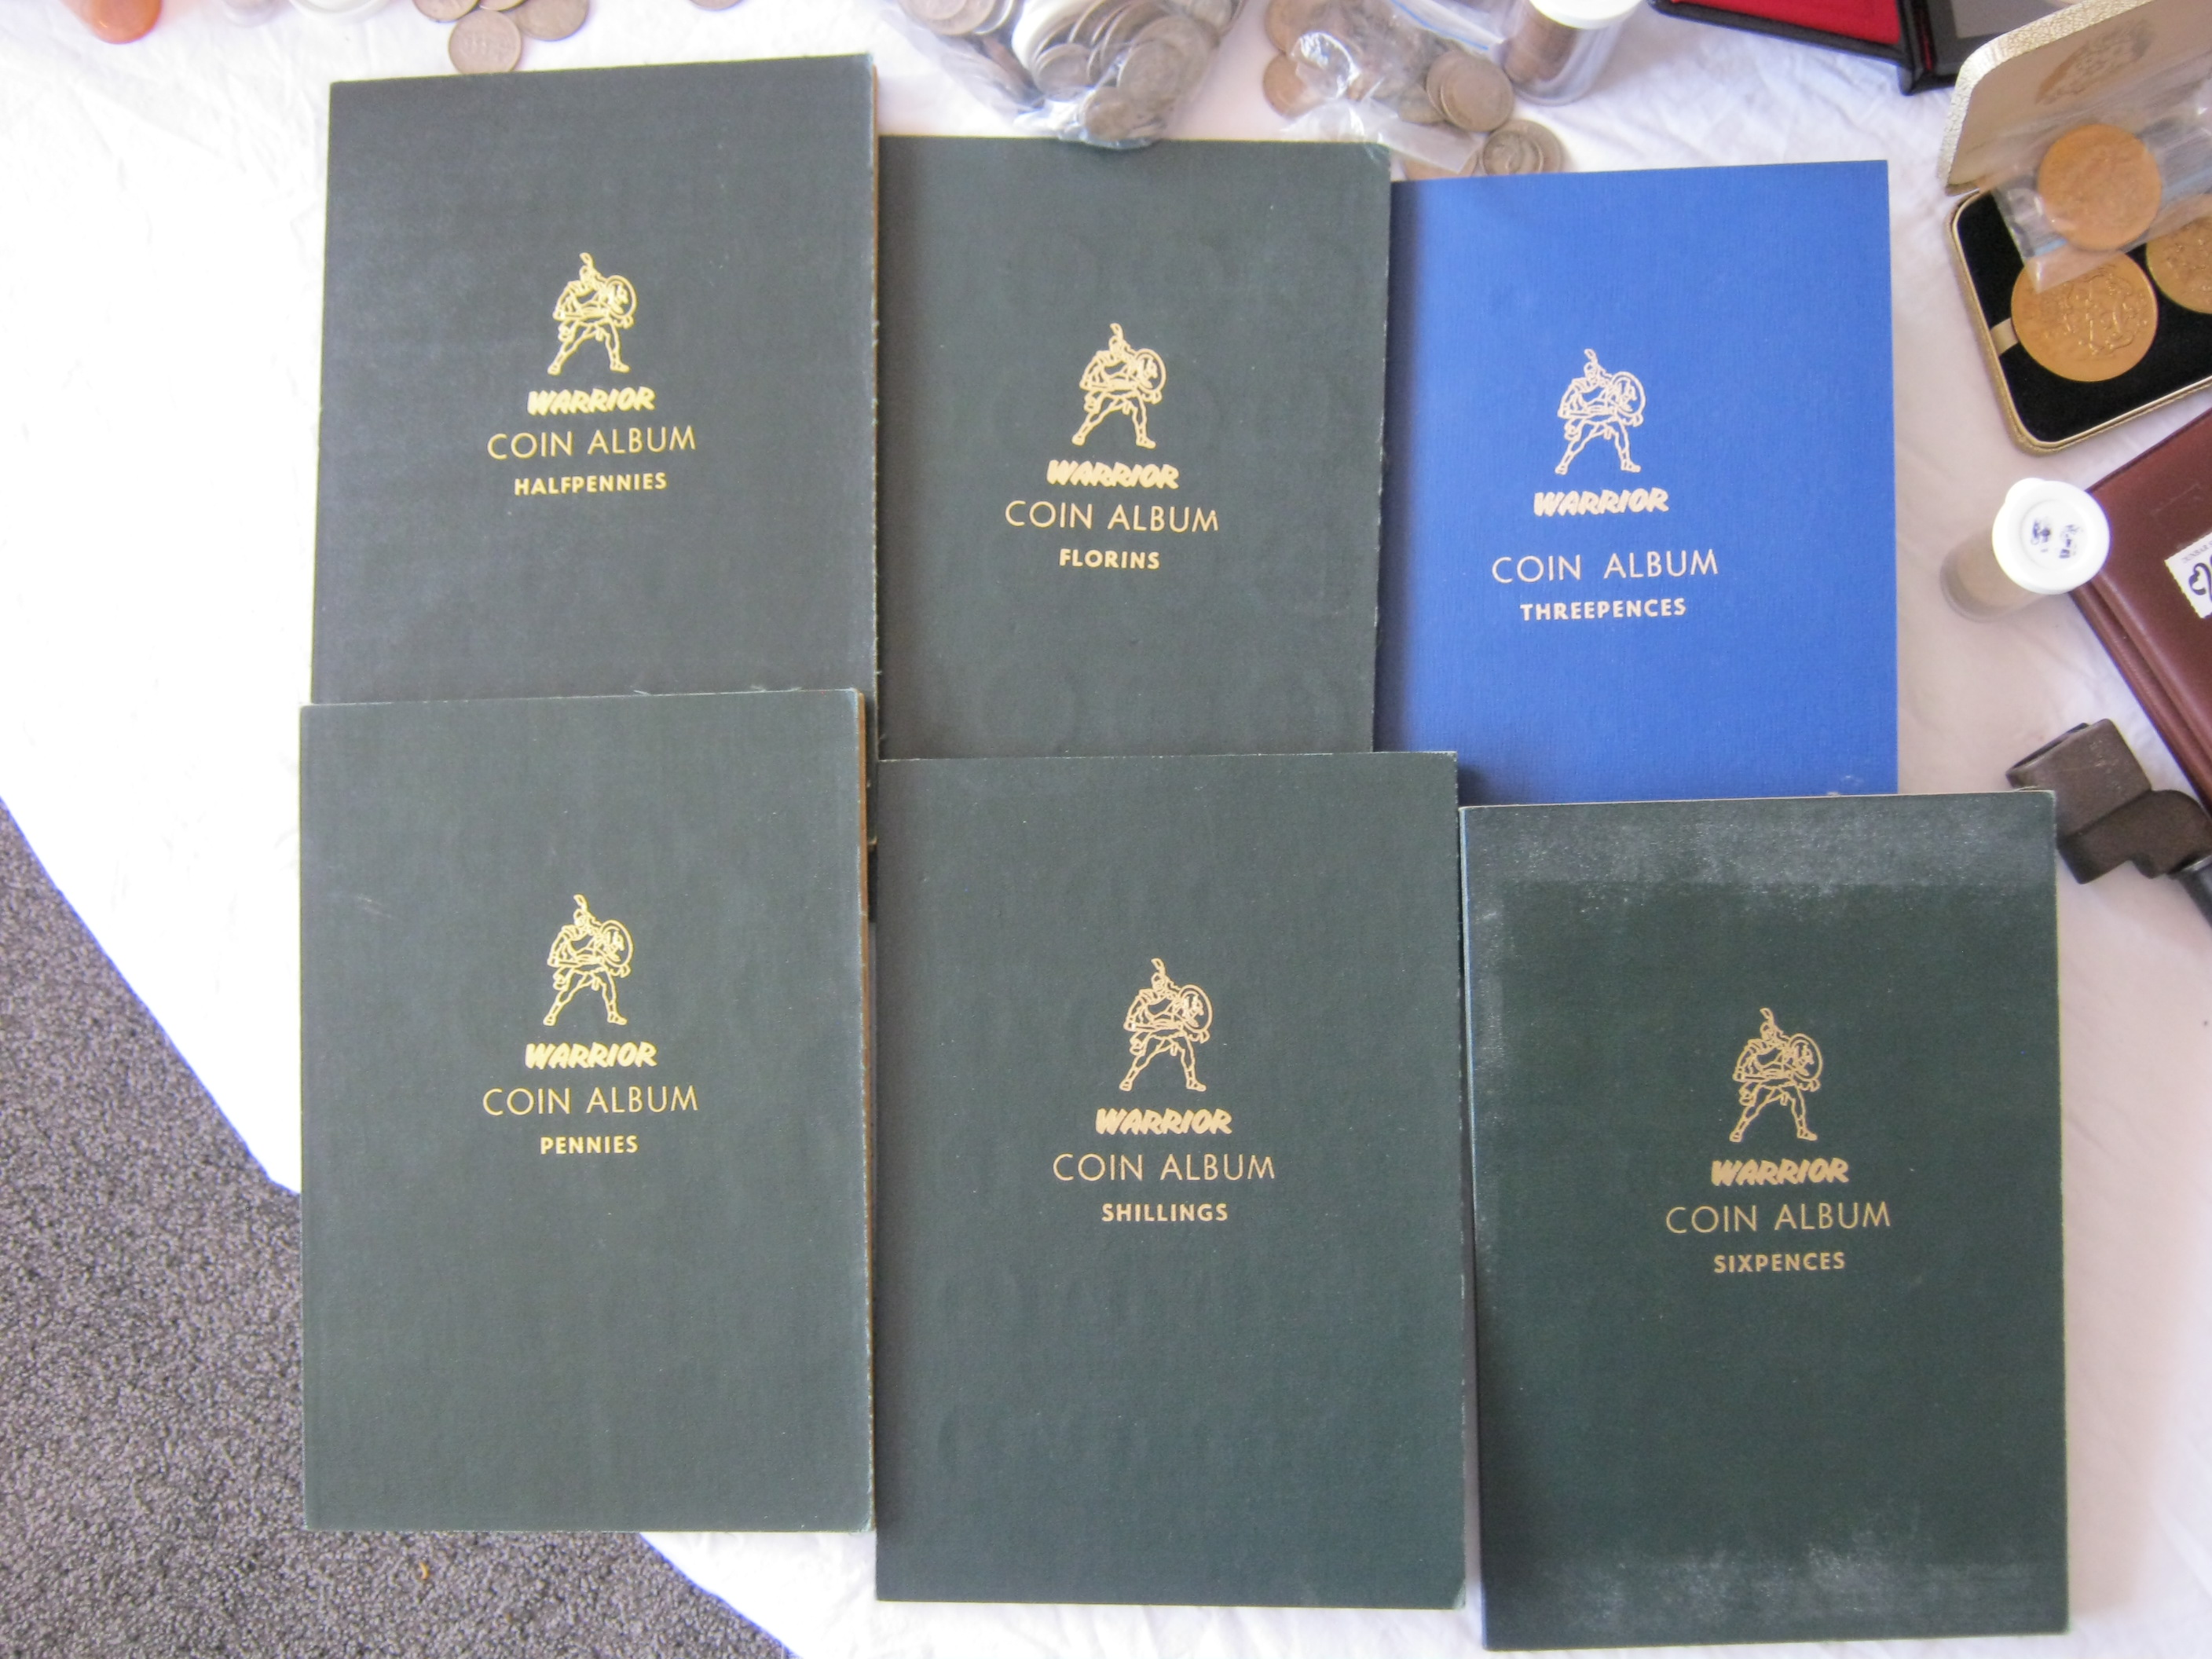 WARRIOR
COIN ALBUM
HALFPENNIES
WARRIOR
COIN ALBUM
FLORINS
WARRIOR
COIN ALBUM
THREEPENCES
WARRIOR
COIN ALBUM
PENNIES
WARRIOR
COIN ALBUM
SHILLINGS
WARRIOR
COIN ALBUM
SIXPENCES